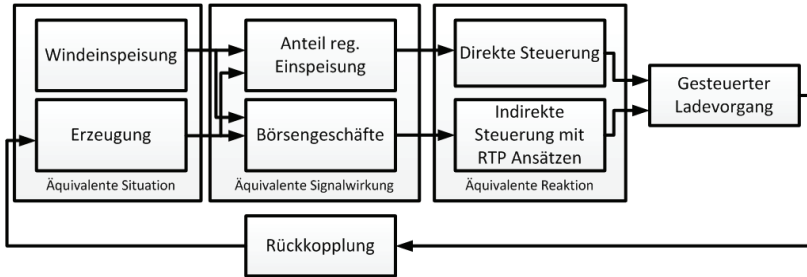 Windeinspeisung
Erzeugung
Äquivalente Situation
Anteil reg.
Einspeisung
Börsengeschäfte
Äquivalente Signalwirkung
Direkte Steuerung
Indirekte
Steuerung mit
RTP Ansätzen
Äquivalente Reaktion
Gesteuerter
Ladevorgang
Rückkopplung